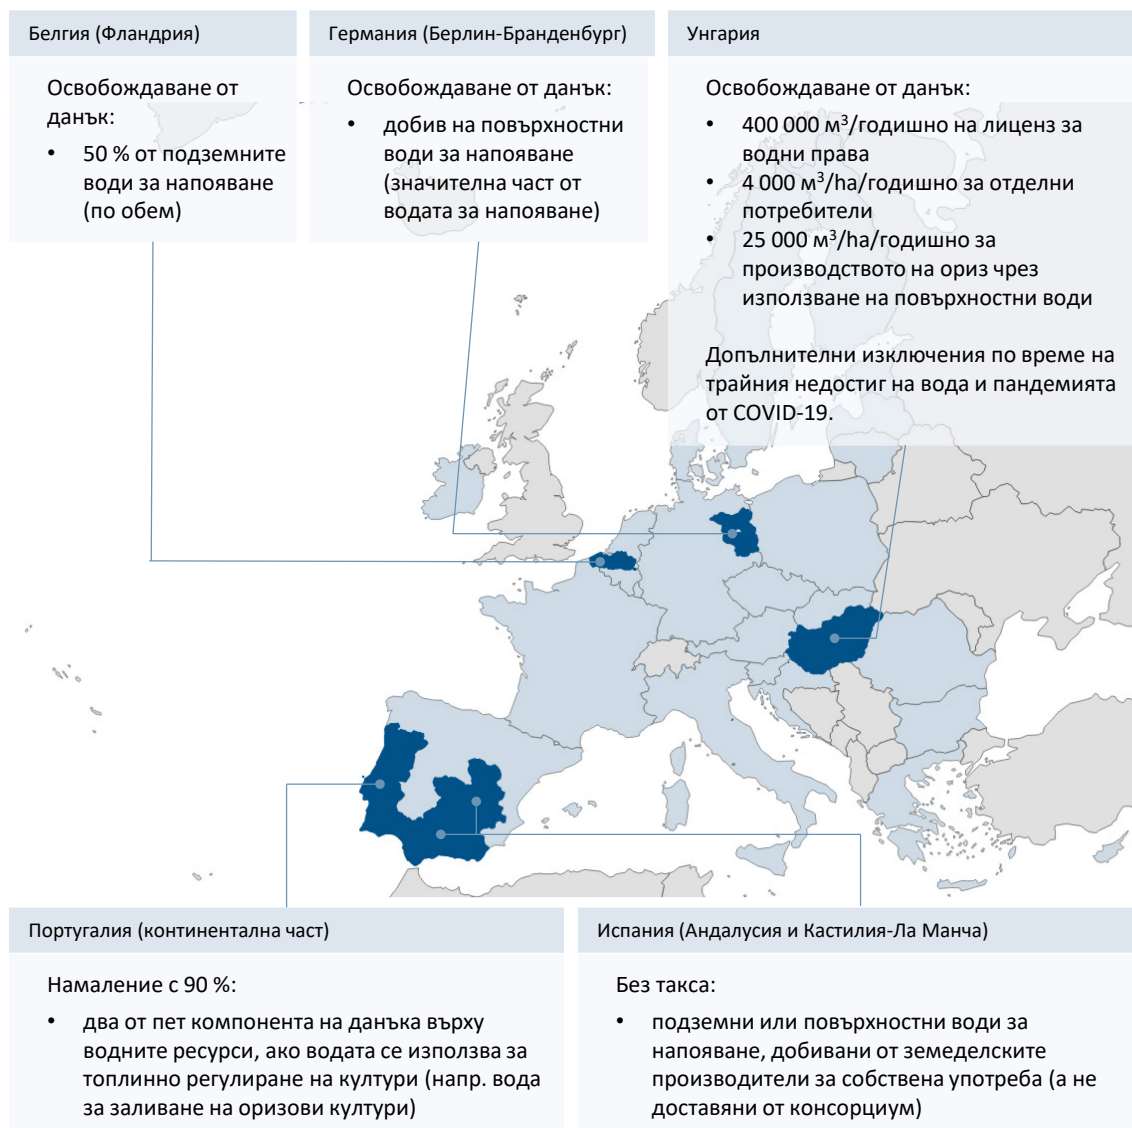 Белгия (Фландрия)
Освобождаване от
данък:
• 50 % от подземните
води за напояване
(по обем)
Германия (Берлин-Бранденбург)
Освобождаване от данък:
• добив на повърхностни
води за напояване
(значителна част от
водата за напояване)
Унгария
Освобождаване от данък:
• 400 000 м³/годишно на лиценз за
водни права
• 4 000 м³/ha/годишно за отделни
потребители
• 25 000 м³/ha/годишно за
производството на ориз чрез
използване на повърхностни води
Допълнителни изключения по време на
трайния недостиг на вода и пандемията
от COVID-19.
Португалия (континентална част)
Намаление с 90 %:
• два от пет компонента на данъка върху
водните ресурси, ако водата се използва за
топлинно регулиране на култури (напр. вода
за заливане на оризови култури)
Испания (Андалусия и Кастилия-Ла Манча)
Без такса:
• подземни или повърхностни води за
напояване, добивани от земеделските
производители за собствена употреба (а не
доставяни от консорциум)